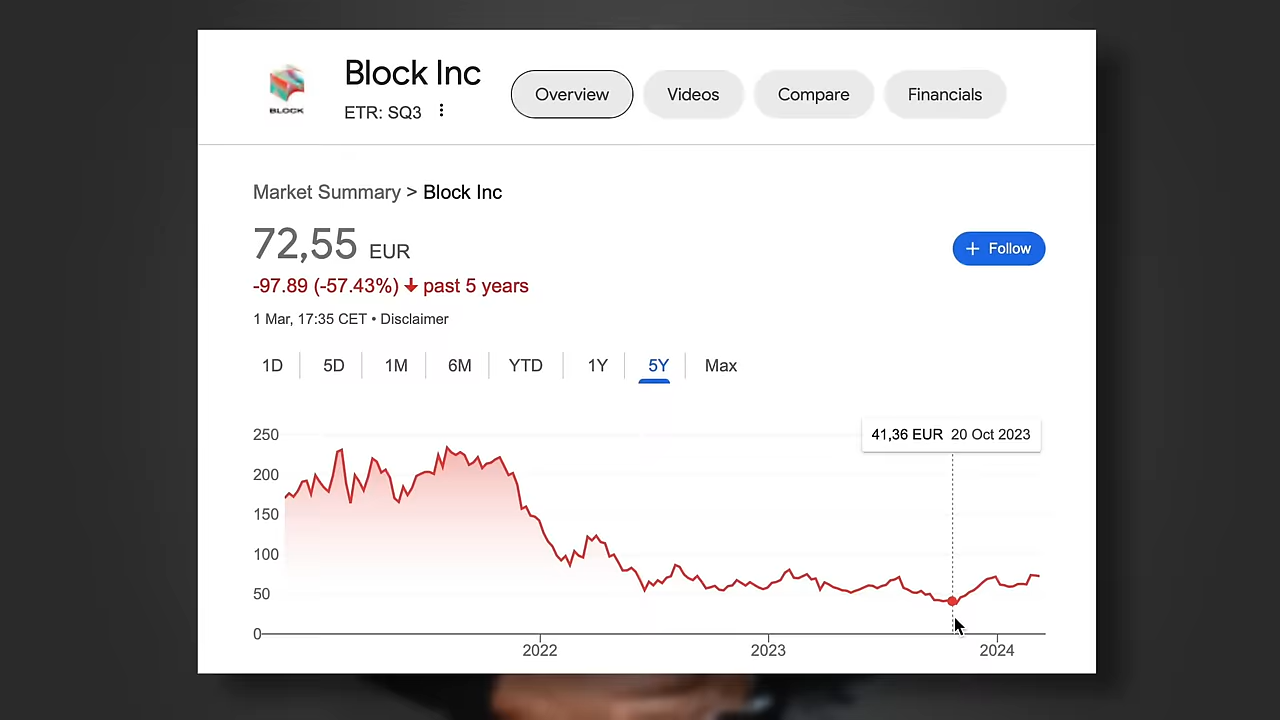 Block Inc
BLOCK
ETR: SQ3
Overview
Videos
Compare
Financials
Market Summary > Block Inc
72,55 EUR
+ Follow
-97.89 (-57.43%) ↓ past 5 years
1 Mar, 17:35 CET • Disclaimer
1D 5D 1M 6M YTD 1Y 5Y Max
41,36 EUR 20 Oct 2023
250
200
150
100
50
0
2022 2023 2024